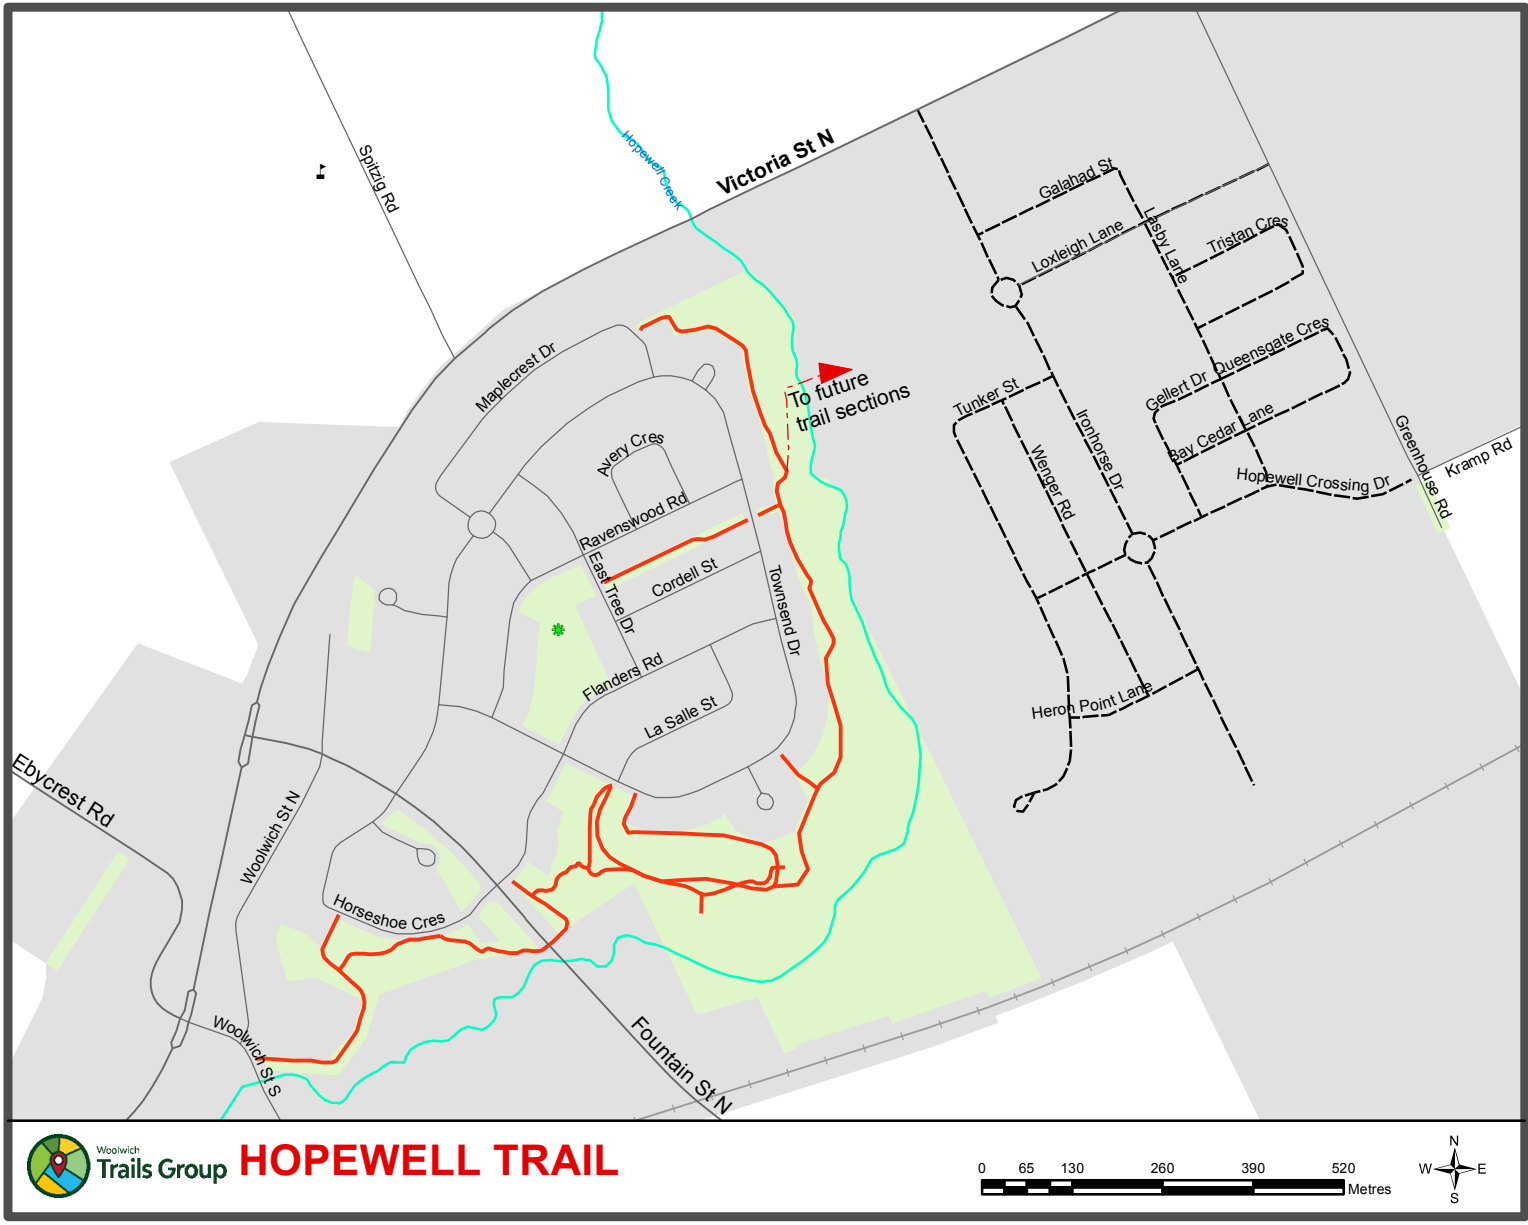 Spitzig Rd
Hopewell Creek
Victoria St N
Galahad St
Loxleigh Lane
Lasby Lane
Tristan Cres
Maplecrest Dr
To future
trail sections
Queensgate Cres
Gellert Dr
Tunker St
Bay Cedar Lane
Ironhorse Dr
Wenger Rd
Avery Cres
Hopewell Crossing Dr
Greenhouse Rd
Kramp Rd
Ravenswood Rd
East Tree Dr
Cordell St
Townsend Dr
Flanders Rd
La Salle St
Heron Point Lane
Ebycrest Rd
Woolwich St N
Horseshoe Cres
Woolwich St S
Fountain St N
Woolwich
Trails Group
HOPEWELL TRAIL
0 65 130 260 390 520
Metres
N
W E
S